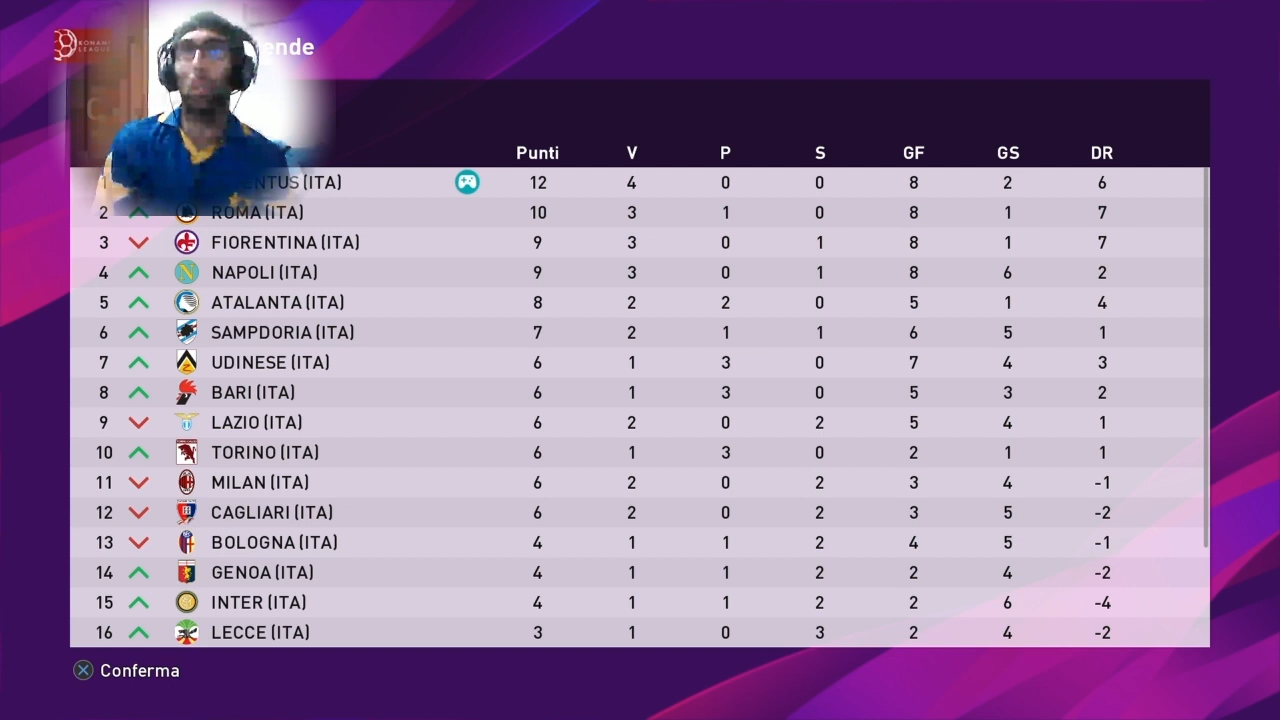 KONAMI LEAGUE
ende
Punti V P S GF GS DR
1 ENTUS (ITA) 12 4 0 0 8 2 6
2 ROMA (ITA) 10 3 1 0 8 1 7
3 FIORENTINA (ITA) 9 3 0 1 8 1 7
4 NAPOLI (ITA) 9 3 0 1 8 6 2
5 ATALANTA (ITA) 8 2 2 0 5 1 4
6 SAMPDORIA (ITA) 7 2 1 1 6 5 1
7 UDINESE (ITA) 6 1 3 0 7 4 3
8 BARI (ITA) 6 1 3 0 5 3 2
9 LAZIO (ITA) 6 2 0 2 5 4 1
10 TORINO (ITA) 6 1 3 0 2 1 1
11 MILAN (ITA) 6 2 0 2 3 4 -1
12 CAGLIARI (ITA) 6 2 0 2 3 5 -2
13 BOLOGNA (ITA) 4 1 1 2 4 5 -1
14 GENOA (ITA) 4 1 1 2 2 4 -2
15 INTER (ITA) 4 1 1 2 2 6 -4
16 LECCE (ITA) 3 1 0 3 2 4 -2
Conferma